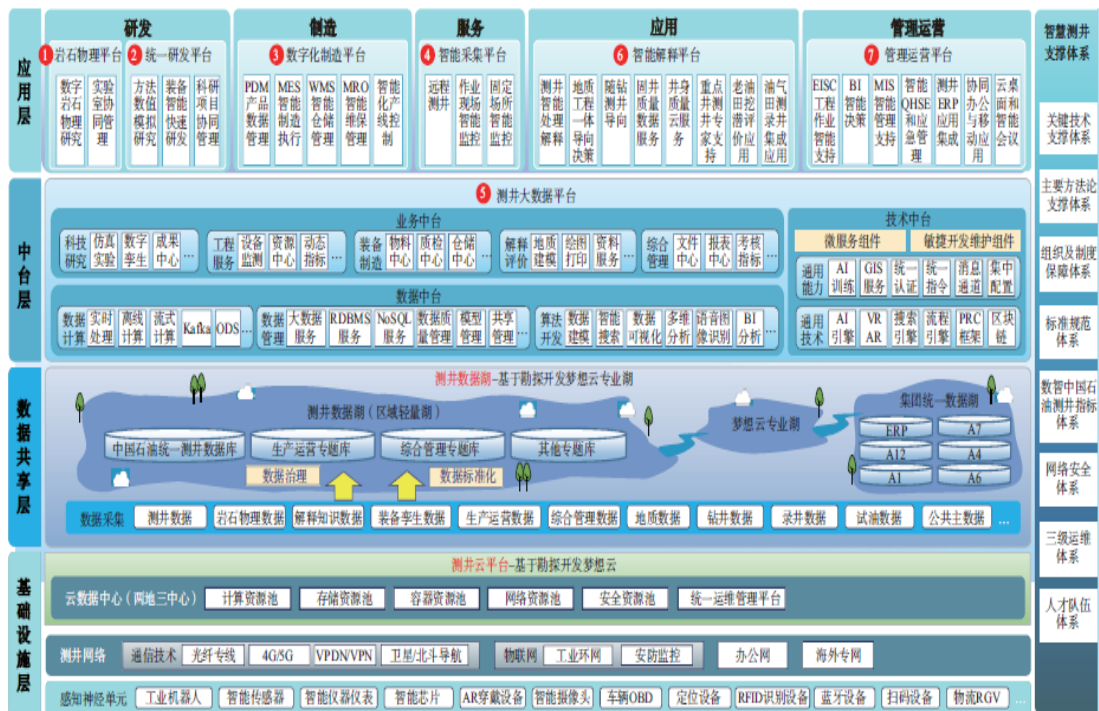 研发 制造 服务 应用 管理运营
应用层
1 岩石物理平台
数字岩石物理研究
实验室协同管理
2 统一研发平台
方法数值模拟研究
装备智能快速研发
科研项目协同管理
3 数字化制造平台
PDM产品数据管理
MES智能制造执行
WMS智能仓储管理
MRO智能维保管理
智能化产线控制
4 智能采集平台
远程测井
作业现场智能监控
固定场所智能监控
6 智能解释平台
测井智能处理解释
地质工程一体导向决策
随钻测井导向
固井质量数据服务
井身质量云服务
重点井测井专家支持
老油田挖潜评价应用
油气田测录井集成应用
7 管理运营平台
EISC工程作业智能支持
BI智能决策
MIS智能管理支持
智能QHSE和应急管理
测井ERP应用集成
协同办公与移动应用
云桌面和智能会议
中台层
5 测井大数据平台
业务中台
科技研究 仿真实验 数字孪生 成果中心 …
工程服务 设备监测 资源中心 动态指标 …
装备制造 物料中心 质检中心 仓储中心 …
解释评价 地质建模 绘图打印 资料服务 …
综合管理 文件中心 报表中心 考核指标 …
数据中台
数据计算 实时处理 离线计算 流式计算 Kafka ODS …
数据管理 大数据服务 RDBMS服务 NoSQL服务 数据质量管理 模型管理 共享管理 …
算法开发 数据建模 智能搜索 数据可视化 多维分析 语音图像识别 BI分析 …
技术中台
微服务组件 敏捷开发维护组件
通用能力 AI训练 GIS服务 统一认证 统一指令 消息通道 集中配置
通用技术 AI引擎 VR AR 搜索引擎 流程引擎 PRC框架 区块链
数据共享层
测井数据湖–基于勘探开发梦想云专业湖
测井数据湖（区域轻量湖）
中国石油统一测井数据库 生产运营专题库 综合管理专题库 其他专题库
数据治理 数据标准化
梦想云专业湖
集团统一数据湖
ERP A7
A12 A4
A1 A6
数据采集 测井数据 岩石物理数据 解释知识数据 装备孪生数据 生产运营数据 综合管理数据 地质数据 钻井数据 录井数据 试油数据 公共主数据 …
基础设施层
测井云平台–基于勘探开发梦想云
云数据中心（两地三中心） 计算资源池 存储资源池 容器资源池 网络资源池 安全资源池 统一运维管理平台
测井网络 通信技术 光纤专线 4G/5G VPDN/VPN 卫星/北斗导航 物联网 工业环网 安防监控 办公网 海外专网
感知神经单元 工业机器人 智能传感器 智能仪器仪表 智能芯片 AR穿戴设备 智能摄像头 车辆OBD 定位设备 RFID识别设备 蓝牙设备 扫码设备 物流RGV …
智慧测井
支撑体系
关键技术
支撑体系
主要方法论
支撑体系
组织及制度
保障体系
标准规范
体系
数智中国石
油测井指标
体系
网络安全
体系
三级运维
体系
人才队伍
体系